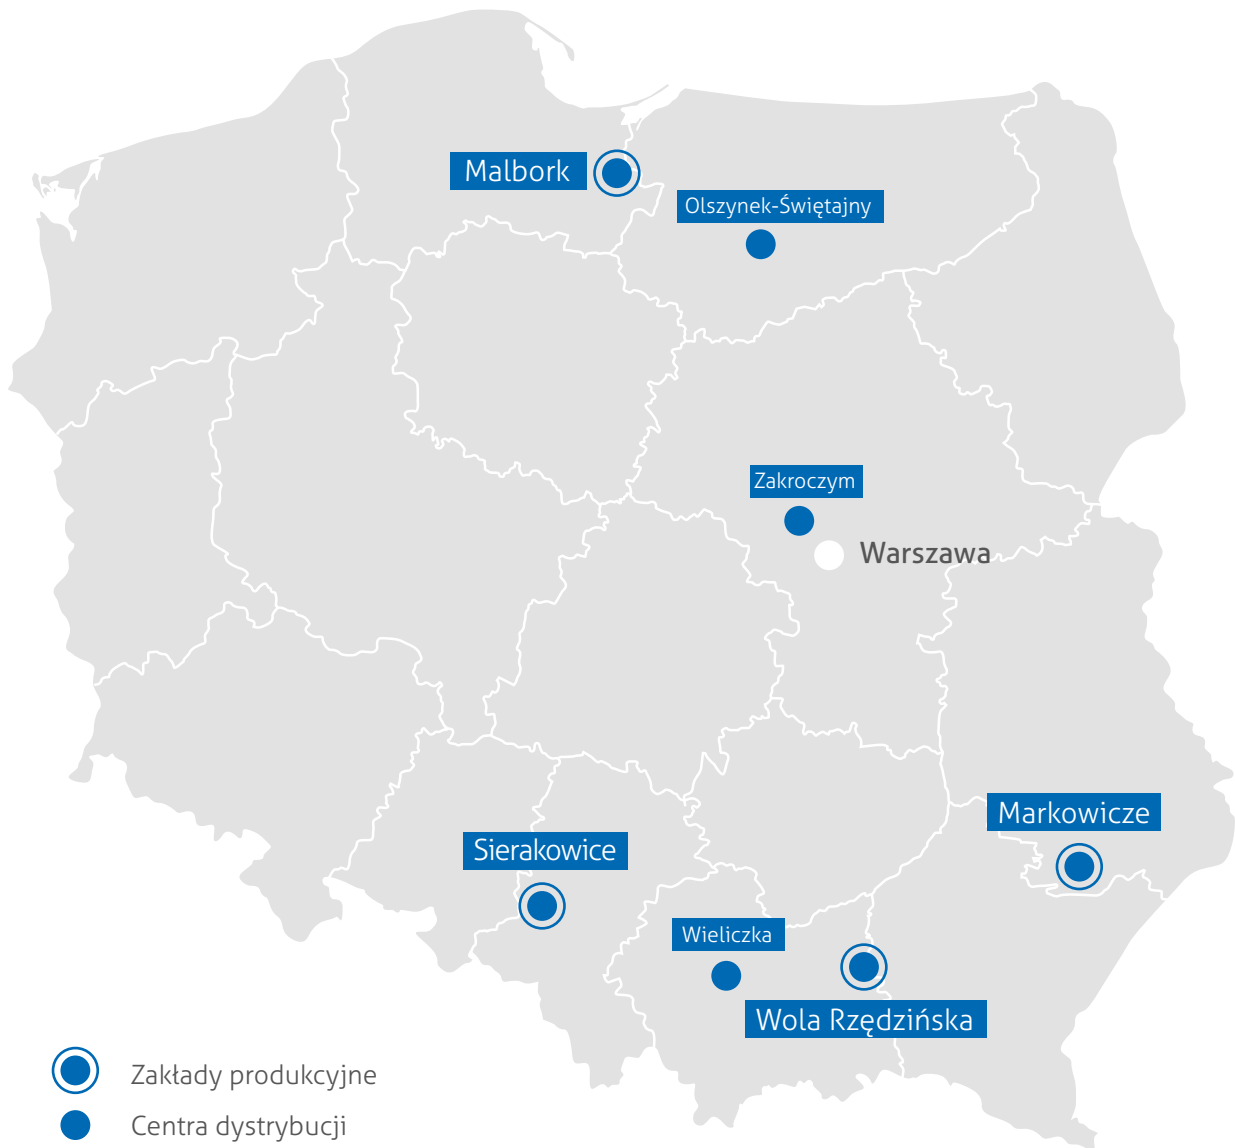 Malbork
Olszynek-Świętajny
Zakroczym
Warszawa
Markowicze
Sierakowice
Wieliczka
Wola Rzędzińska
Zakłady produkcyjne
Centra dystrybucji